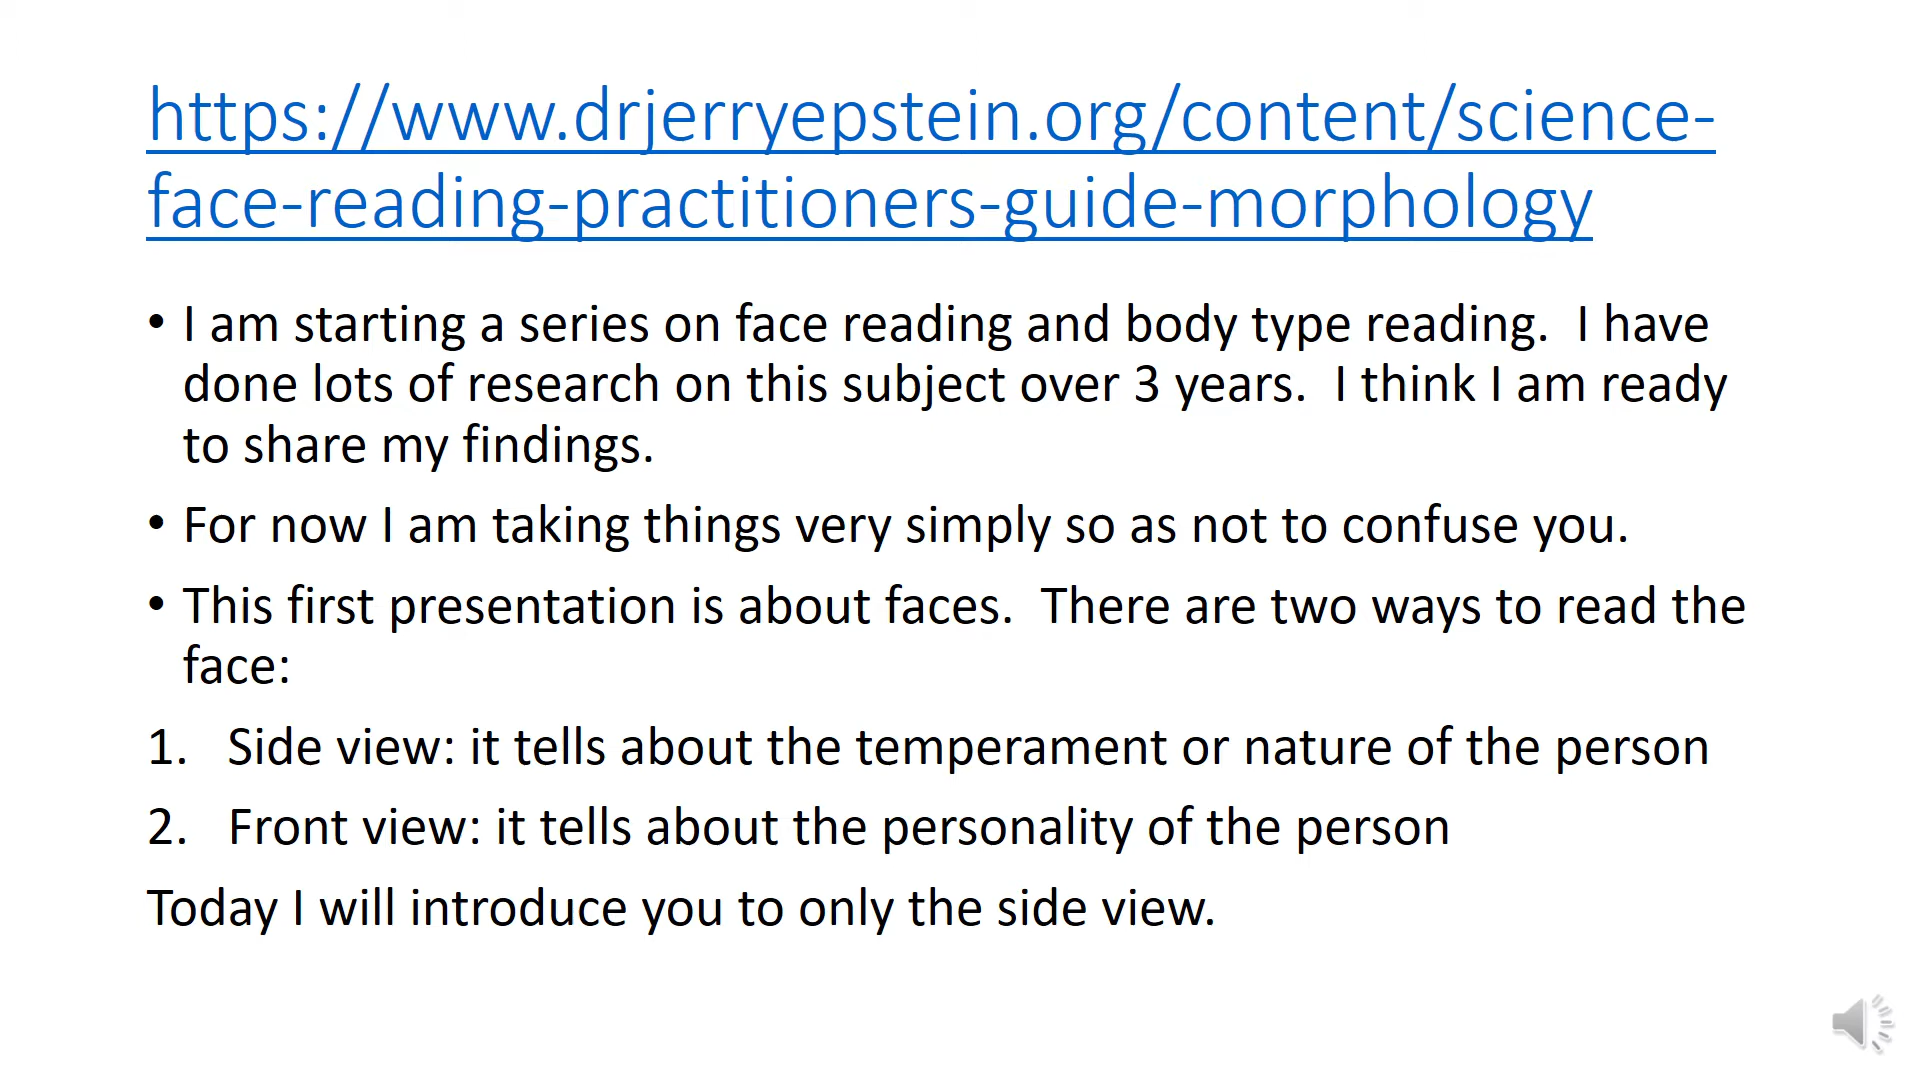 https://www.drjerryepstein.org/content/science-
face-reading-practitioners-guide-morphology
• I am starting a series on face reading and body type reading.  I have
done lots of research on this subject over 3 years.  I think I am ready
to share my findings.
• For now I am taking things very simply so as not to confuse you.
• This first presentation is about faces.  There are two ways to read the
face:
1. Side view: it tells about the temperament or nature of the person
2. Front view: it tells about the personality of the person
Today I will introduce you to only the side view.